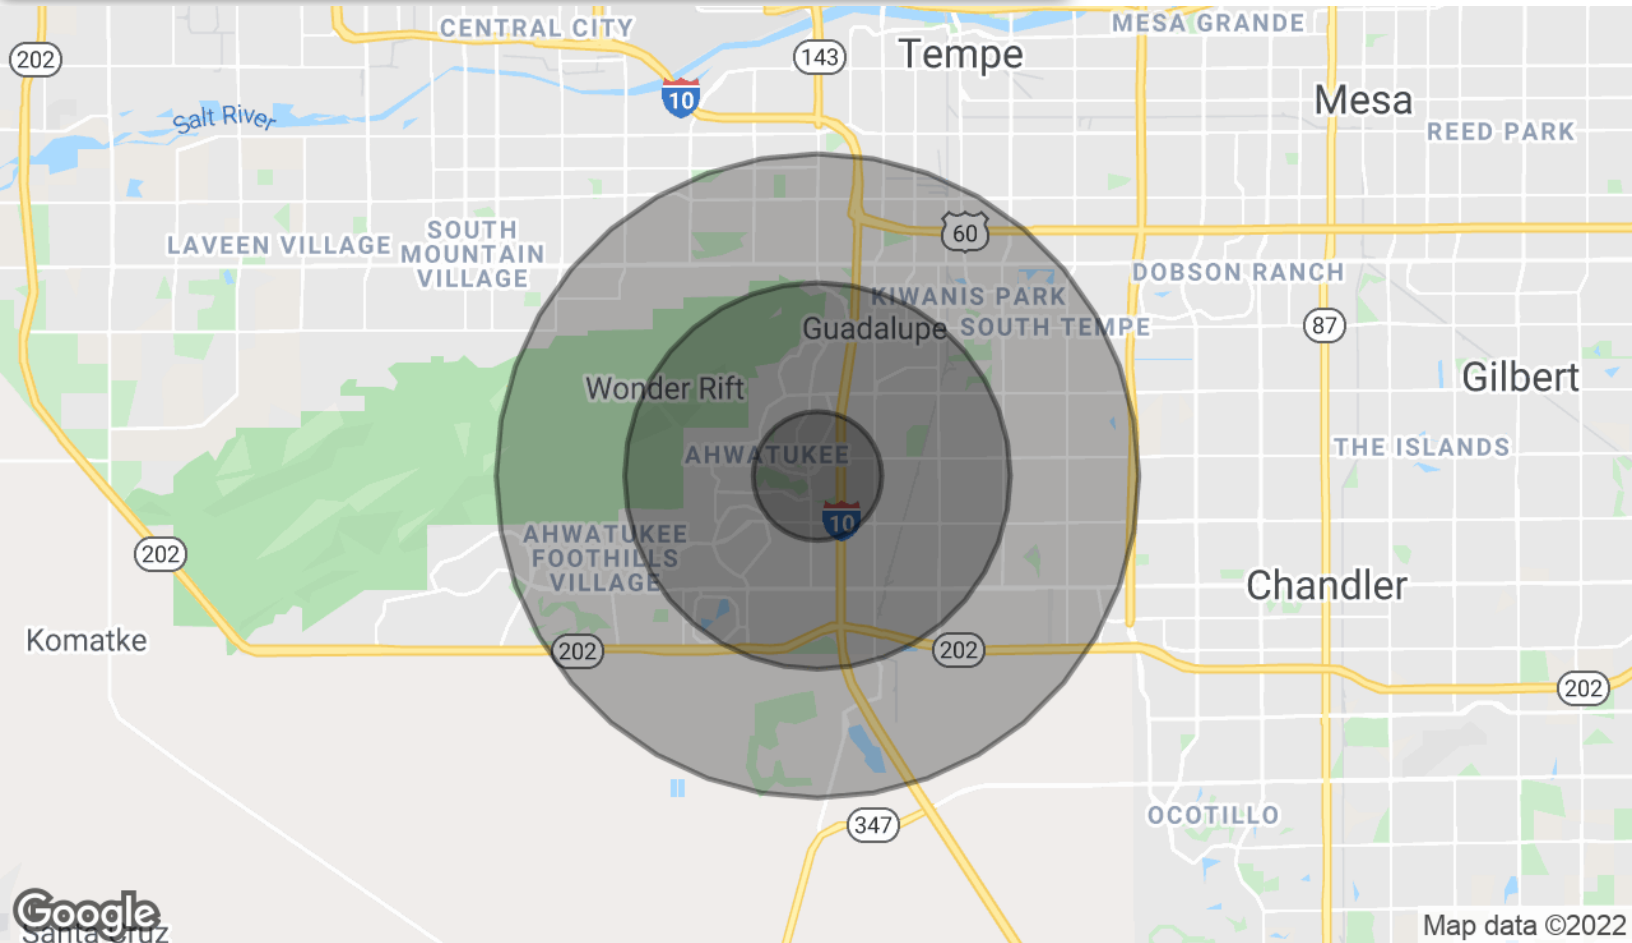 CENTRAL CITY
MESA GRANDE
202
143
Tempe
10
Mesa
Salt River
REED PARK
SOUTH
MOUNTAIN
VILLAGE
LAVEEN VILLAGE
60
DOBSON RANCH
KIWANIS PARK
Guadalupe
SOUTH TEMPE
87
Wonder Rift
Gilbert
AHWATUKEE
THE ISLANDS
10
AHWATUKEE
FOOTHILLS
VILLAGE
202
Chandler
Komatke
202
202
202
OCOTILLO
347
Google
Santa Cruz
Map data ©2022